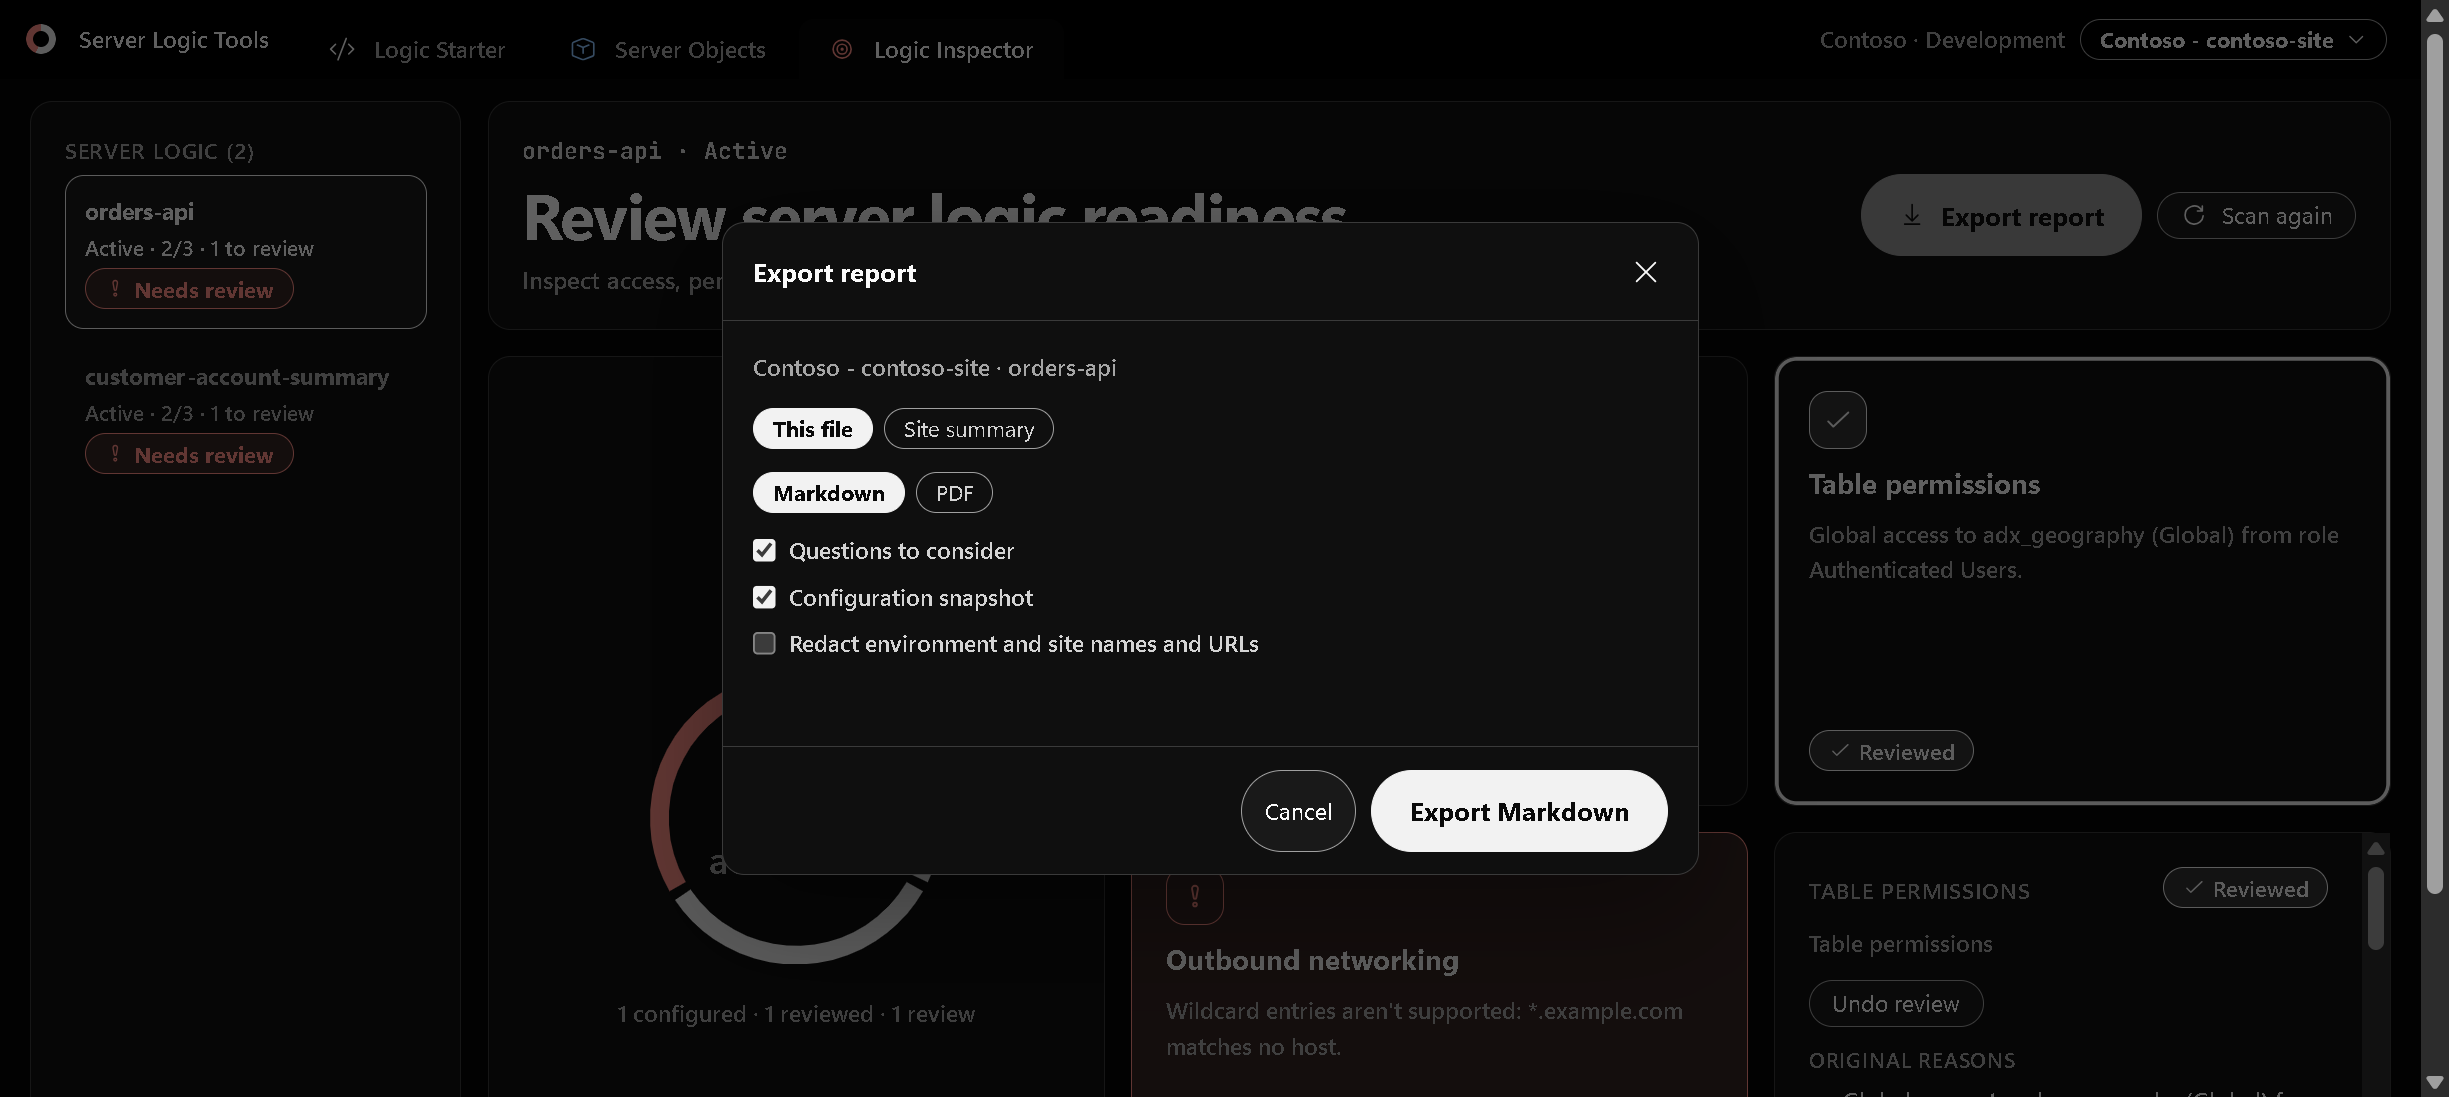 Server Logic Tools
Logic Starter
Server Objects
Logic Inspector
Contoso · Development
Contoso - contoso-site
SERVER LOGIC (2)
orders-api
Active · 2/3 · 1 to review
Needs review
customer-account-summary
Active · 2/3 · 1 to review
Needs review
orders-api · Active
Review server logic readiness
Inspect access,
Export report
Scan again
Export report
Contoso - contoso-site · orders-api
This file
Site summary
Markdown
PDF
Questions to consider
Configuration snapshot
Redact environment and site names and URLs
Cancel
Export Markdown
1 configured · 1 reviewed · 1 review
Outbound networking
Wildcard entries aren't supported: *.example.com
matches no host.
Table permissions
Global access to adx_geography (Global) from role
Authenticated Users.
Reviewed
TABLE PERMISSIONS
Reviewed
Table permissions
Undo review
ORIGINAL REASONS